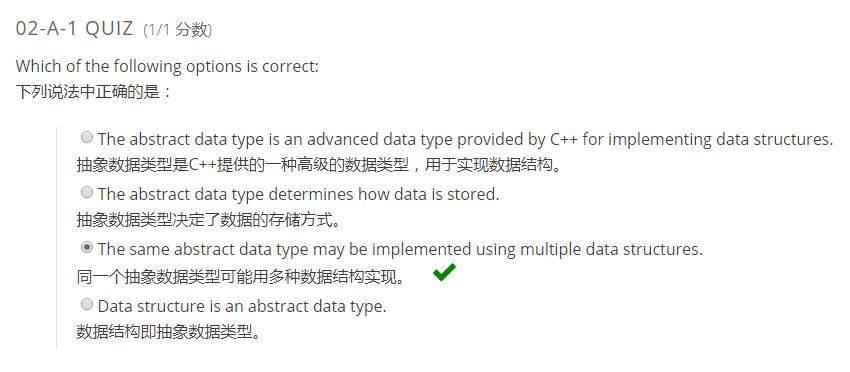 02-A-1 QUIZ (1/1 分数)
Which of the following options is correct:
下列说法中正确的是：
The abstract data type is an advanced data type provided by C++ for implementing data structures.
抽象数据类型是C++提供的一种高级的数据类型，用于实现数据结构。
The abstract data type determines how data is stored.
抽象数据类型决定了数据的存储方式。
The same abstract data type may be implemented using multiple data structures.
同一个抽象数据类型可能用多种数据结构实现。
Data structure is an abstract data type.
数据结构即抽象数据类型。